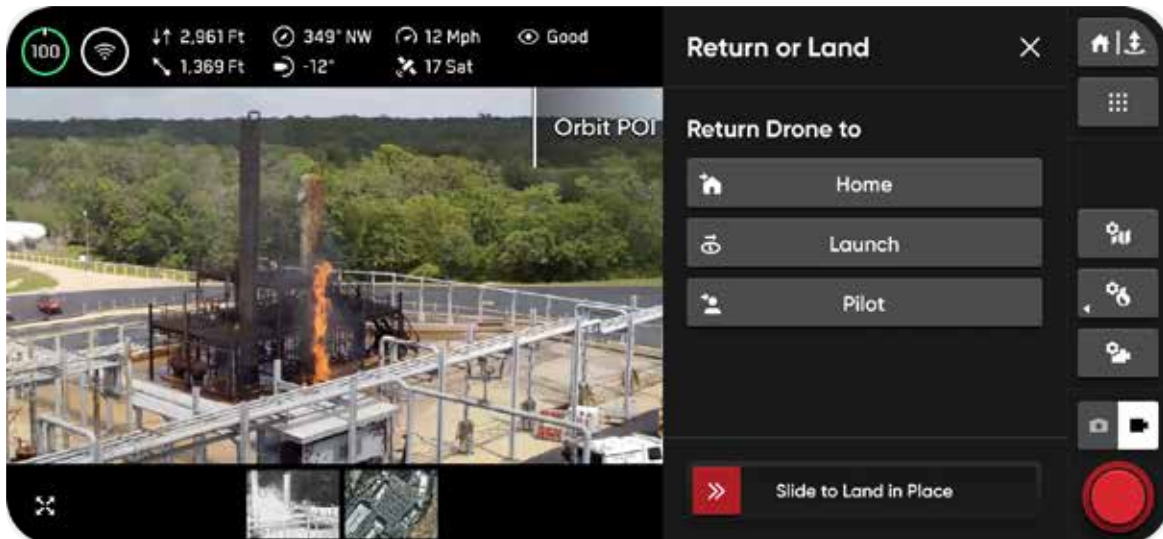 100
2,961 Ft 349° NW 12 Mph Good
1,369 Ft -12° 17 Sat
Orbit POI
Return or Land
Return Drone to
Home
Launch
Pilot
Slide to Land in Place